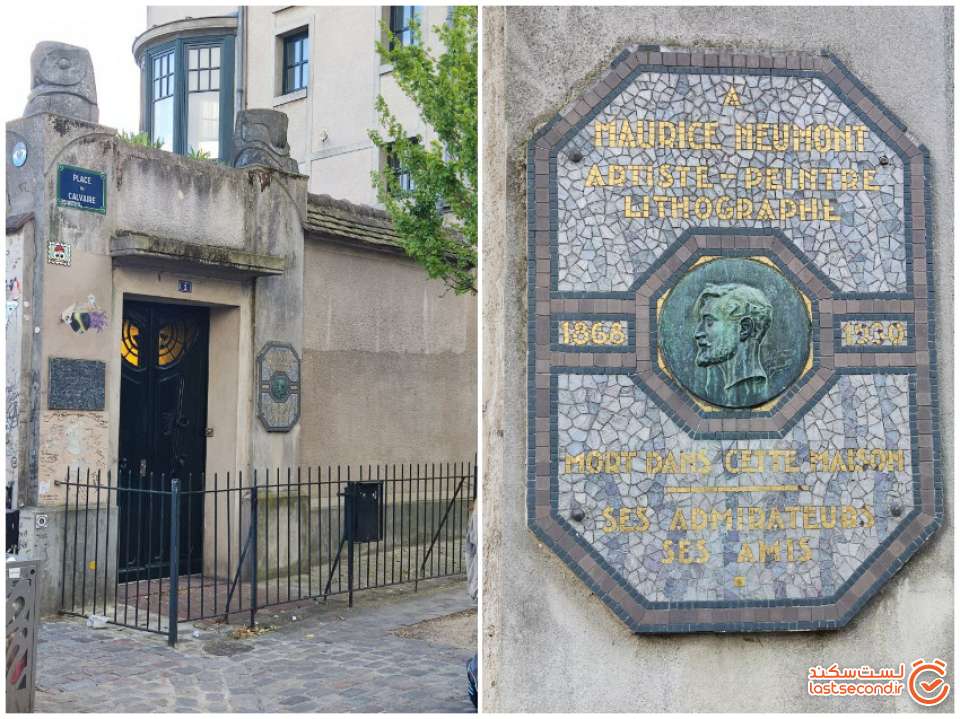 PLACE
DU
CALVAIRE
A
MAURICE NEUMONT
ARTISTE-PEINTRE
LITHOGRAPHE
1868
1930
MORT DANS CETTE MAISON
SES ADMIRATEURS
SES AMIS
لست‌سکند
lastsecond.ir